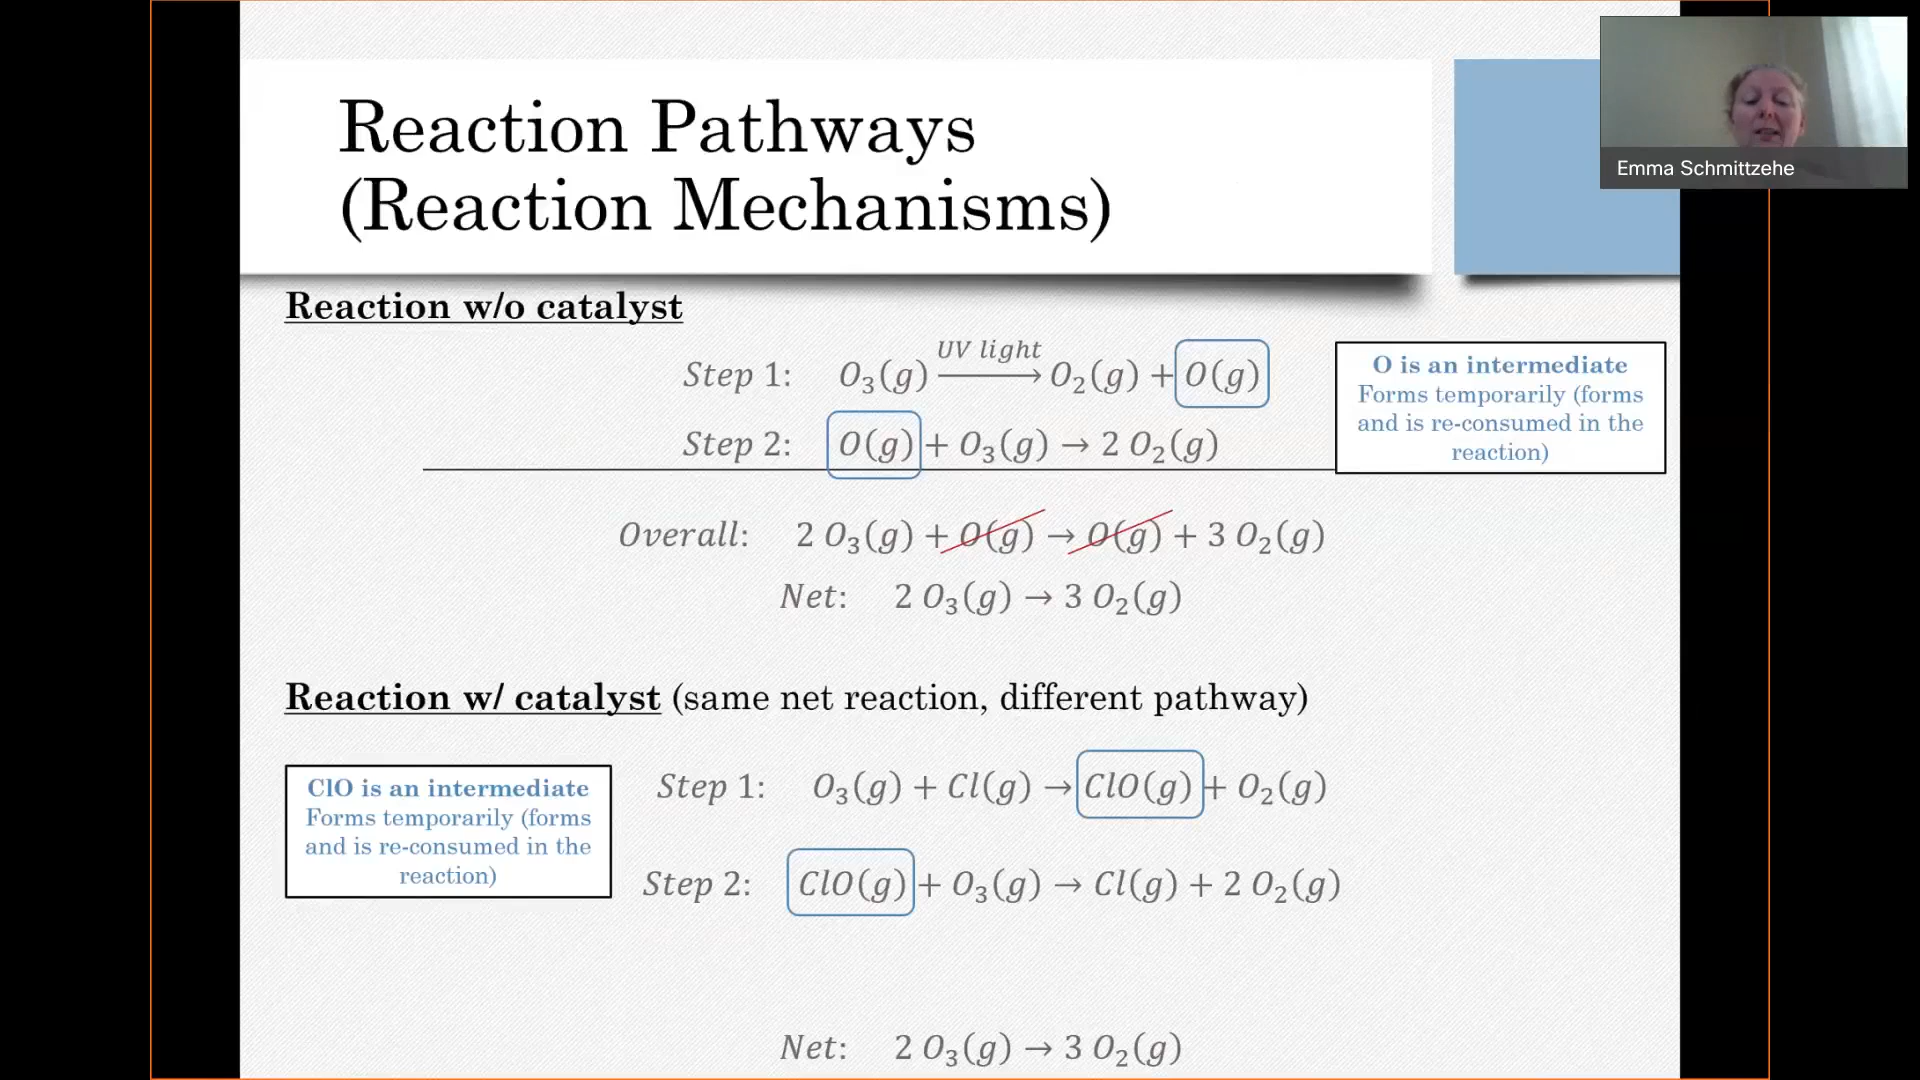 Reaction Pathways
(Reaction Mechanisms)
Emma Schmittzehe
Reaction w/o catalyst
Step 1: O₃(g) UV light → O₂(g) + O(g)
Step 2: O(g) + O₃(g) → 2 O₂(g)
O is an intermediate
Forms temporarily (forms
and is re-consumed in the
reaction)
Overall: 2 O₃(g) + O(g) → O(g) + 3 O₂(g)
Net: 2 O₃(g) → 3 O₂(g)
Reaction w/ catalyst (same net reaction, different pathway)
ClO is an intermediate
Forms temporarily (forms
and is re-consumed in the
reaction)
Step 1: O₃(g) + Cl(g) → ClO(g) + O₂(g)
Step 2: ClO(g) + O₃(g) → Cl(g) + 2 O₂(g)
Net: 2 O₃(g) → 3 O₂(g)